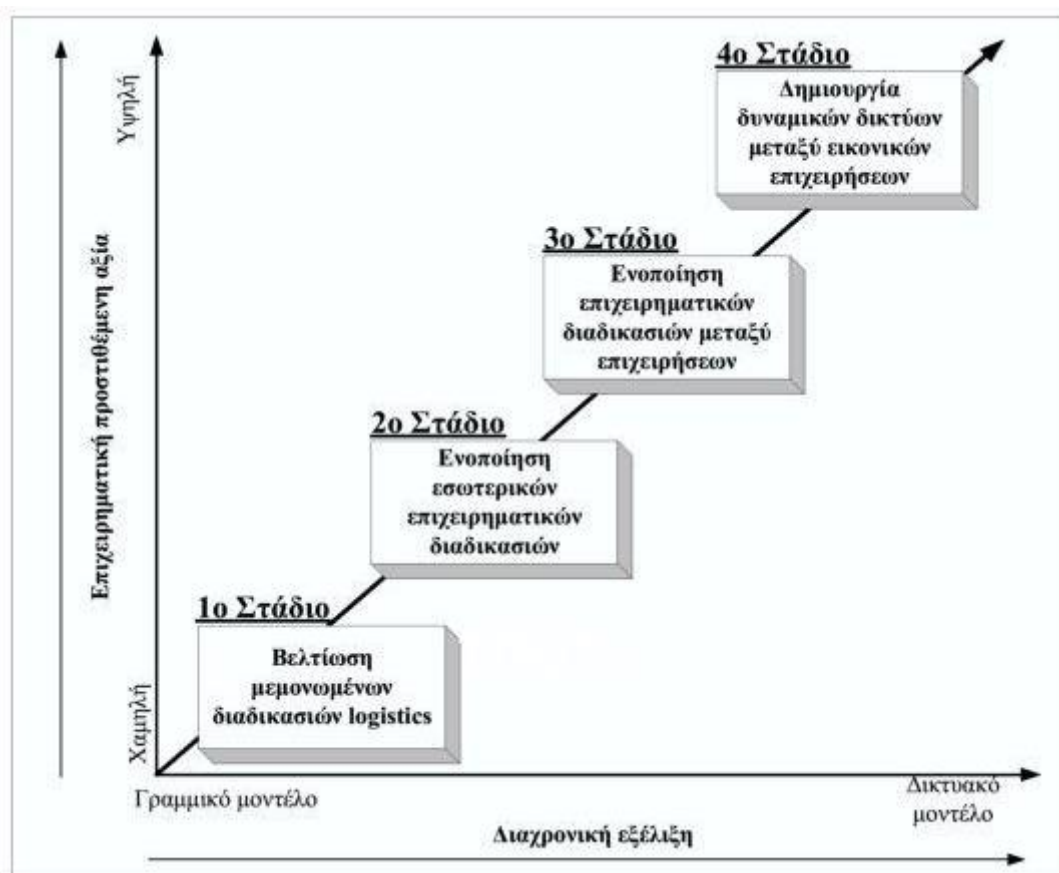 4ο Στάδιο
Δημιουργία
δυναμικών δικτύων
μεταξύ εικονικών
επιχειρήσεων
3ο Στάδιο
Ενοποίηση
επιχειρηματικών
διαδικασιών μεταξύ
επιχειρήσεων
2ο Στάδιο
Ενοποίηση
εσωτερικών
επιχειρηματικών
διαδικασιών
1ο Στάδιο
Βελτίωση
μεμονωμένων
διαδικασιών logistics
Υψηλή
Χαμηλή
Επιχειρηματική προστιθέμενη αξία
Γραμμικό μοντέλο
Δικτυακό
μοντέλο
Διαχρονική εξέλιξη